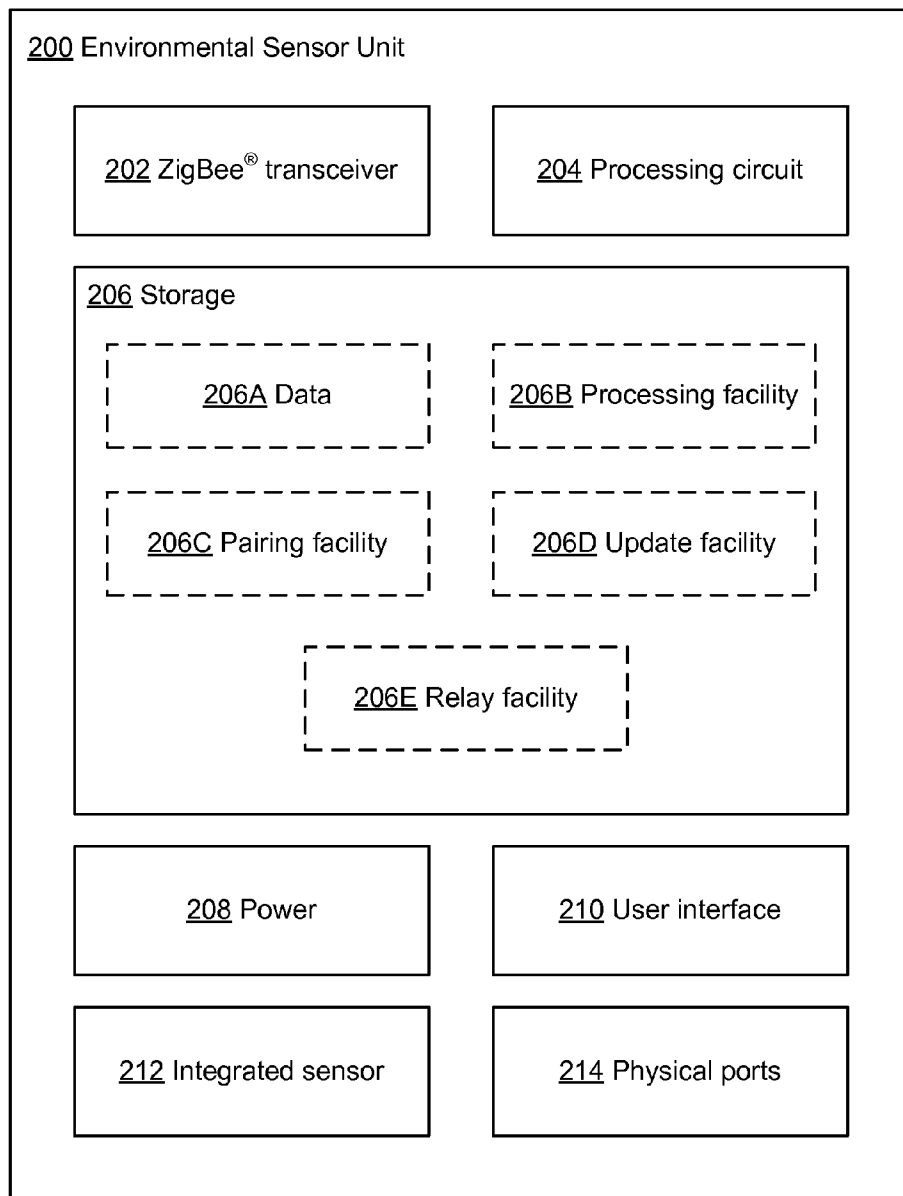 200 Environmental Sensor Unit
202 ZigBee® transceiver
204 Processing circuit
206 Storage
206A Data
206B Processing facility
206C Pairing facility
206D Update facility
206E Relay facility
208 Power
210 User interface
212 Integrated sensor
214 Physical ports